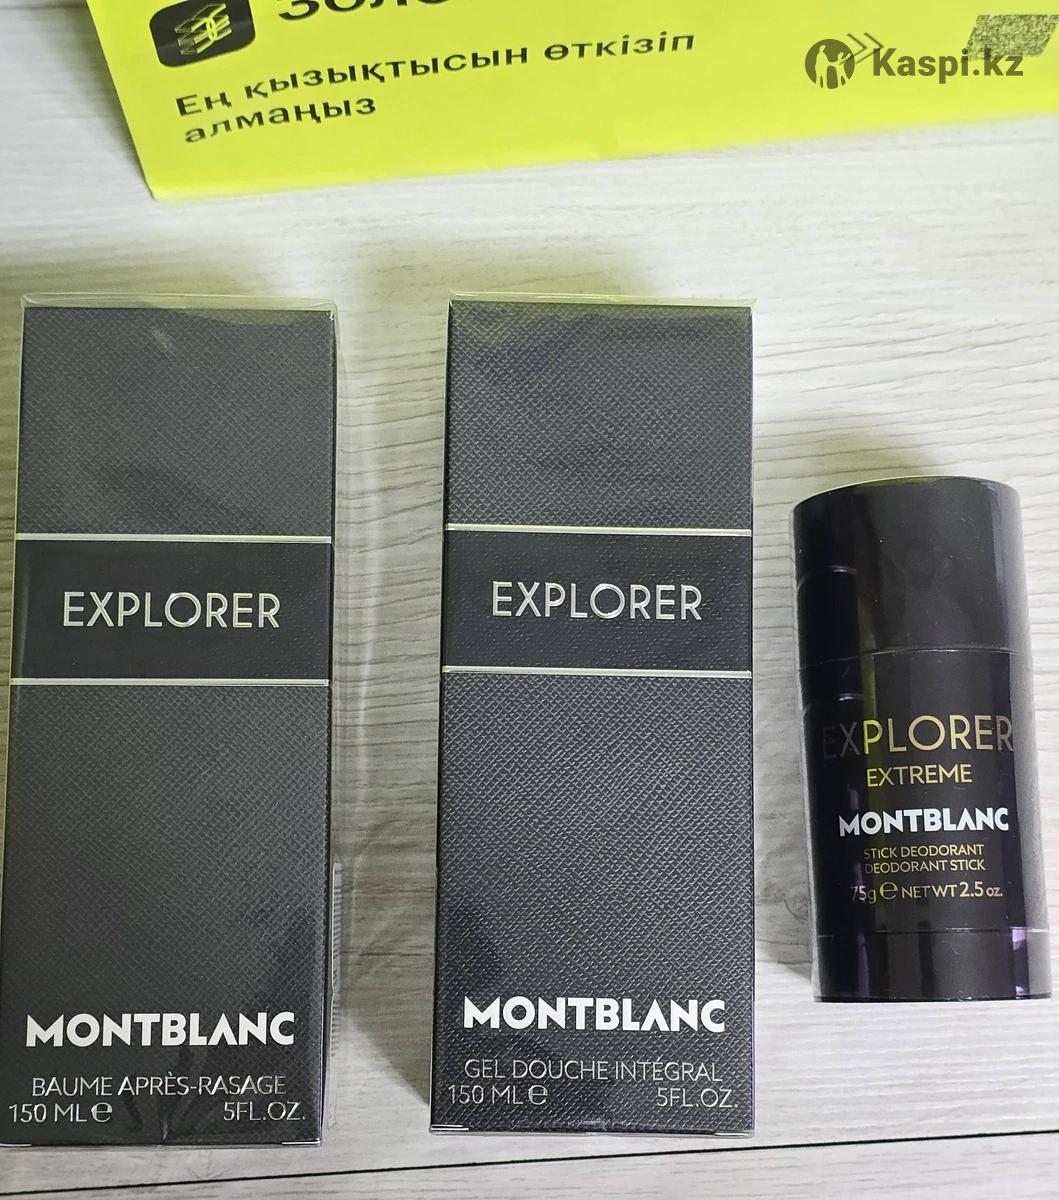 Ең қызықтысын өткізіп
алмаңыз
Kaspi.kz
EXPLORER
MONTBLANC
BAUME APRÈS-RASAGE
150 ML e 5FL.OZ.
EXPLORER
MONTBLANC
GEL DOUCHE INTÉGRAL
150 ML e 5FL.OZ.
EXPLORER
EXTREME
MONTBLANC
STICK DEODORANT
DEODORANT STICK
75g e NET WT 2.5 oz.